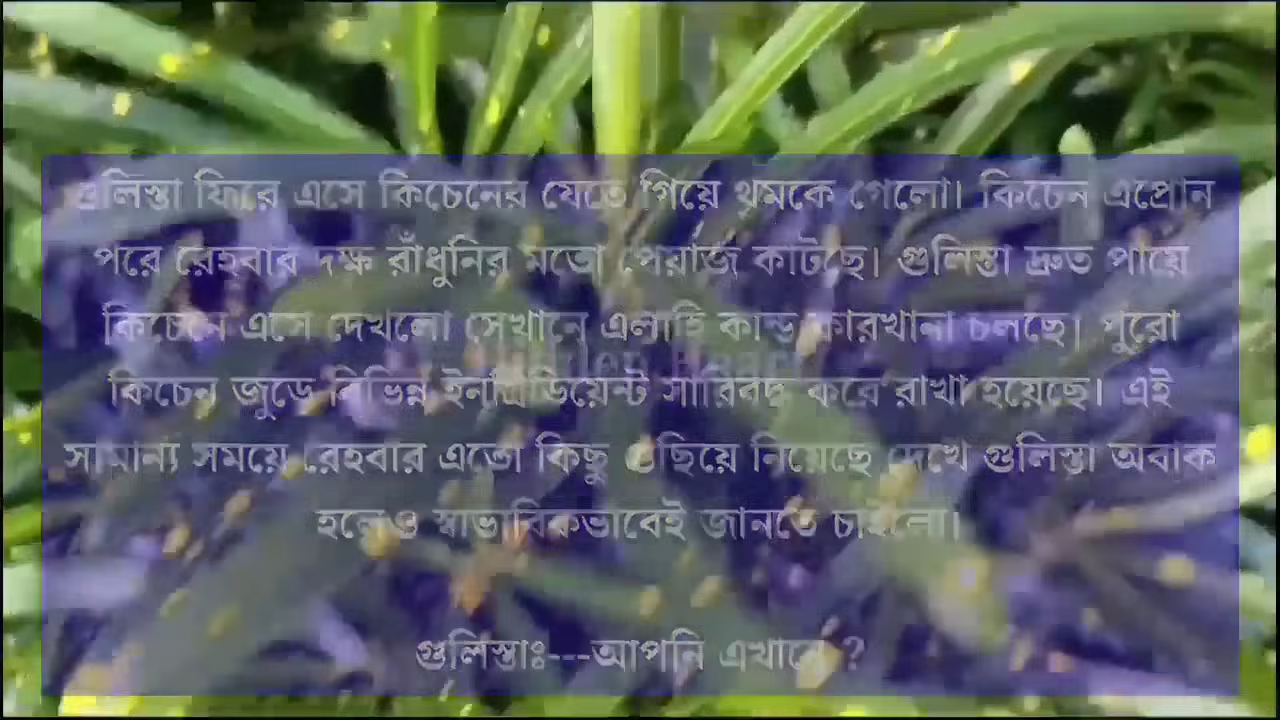 গুলিস্তা ফিরে এসে কিচেনের যেতে গিয়ে থমকে গেলো। কিচেন এপ্রোন
পরে রেহবার দক্ষ রাঁধুনির মতো পেয়াজ কাটছে। গুলিস্তা দ্রুত পায়ে
কিচেনে এসে দেখলো সেখানে এলাহি কান্ড কারখানা চলছে। পুরো
কিচেন জুড়ে বিভিন্ন ইনগ্রিডিয়েন্ট সারিবদ্ধ করে রাখা হয়েছে। এই
সামান্য সময়ে রেহবার এতো কিছু গুছিয়ে নিয়েছে দেখে গুলিস্তা অবাক
হলেও স্বাভাবিকভাবেই জানতে চাইলো।
গুলিস্তাঃ---আপনি এখানে ?